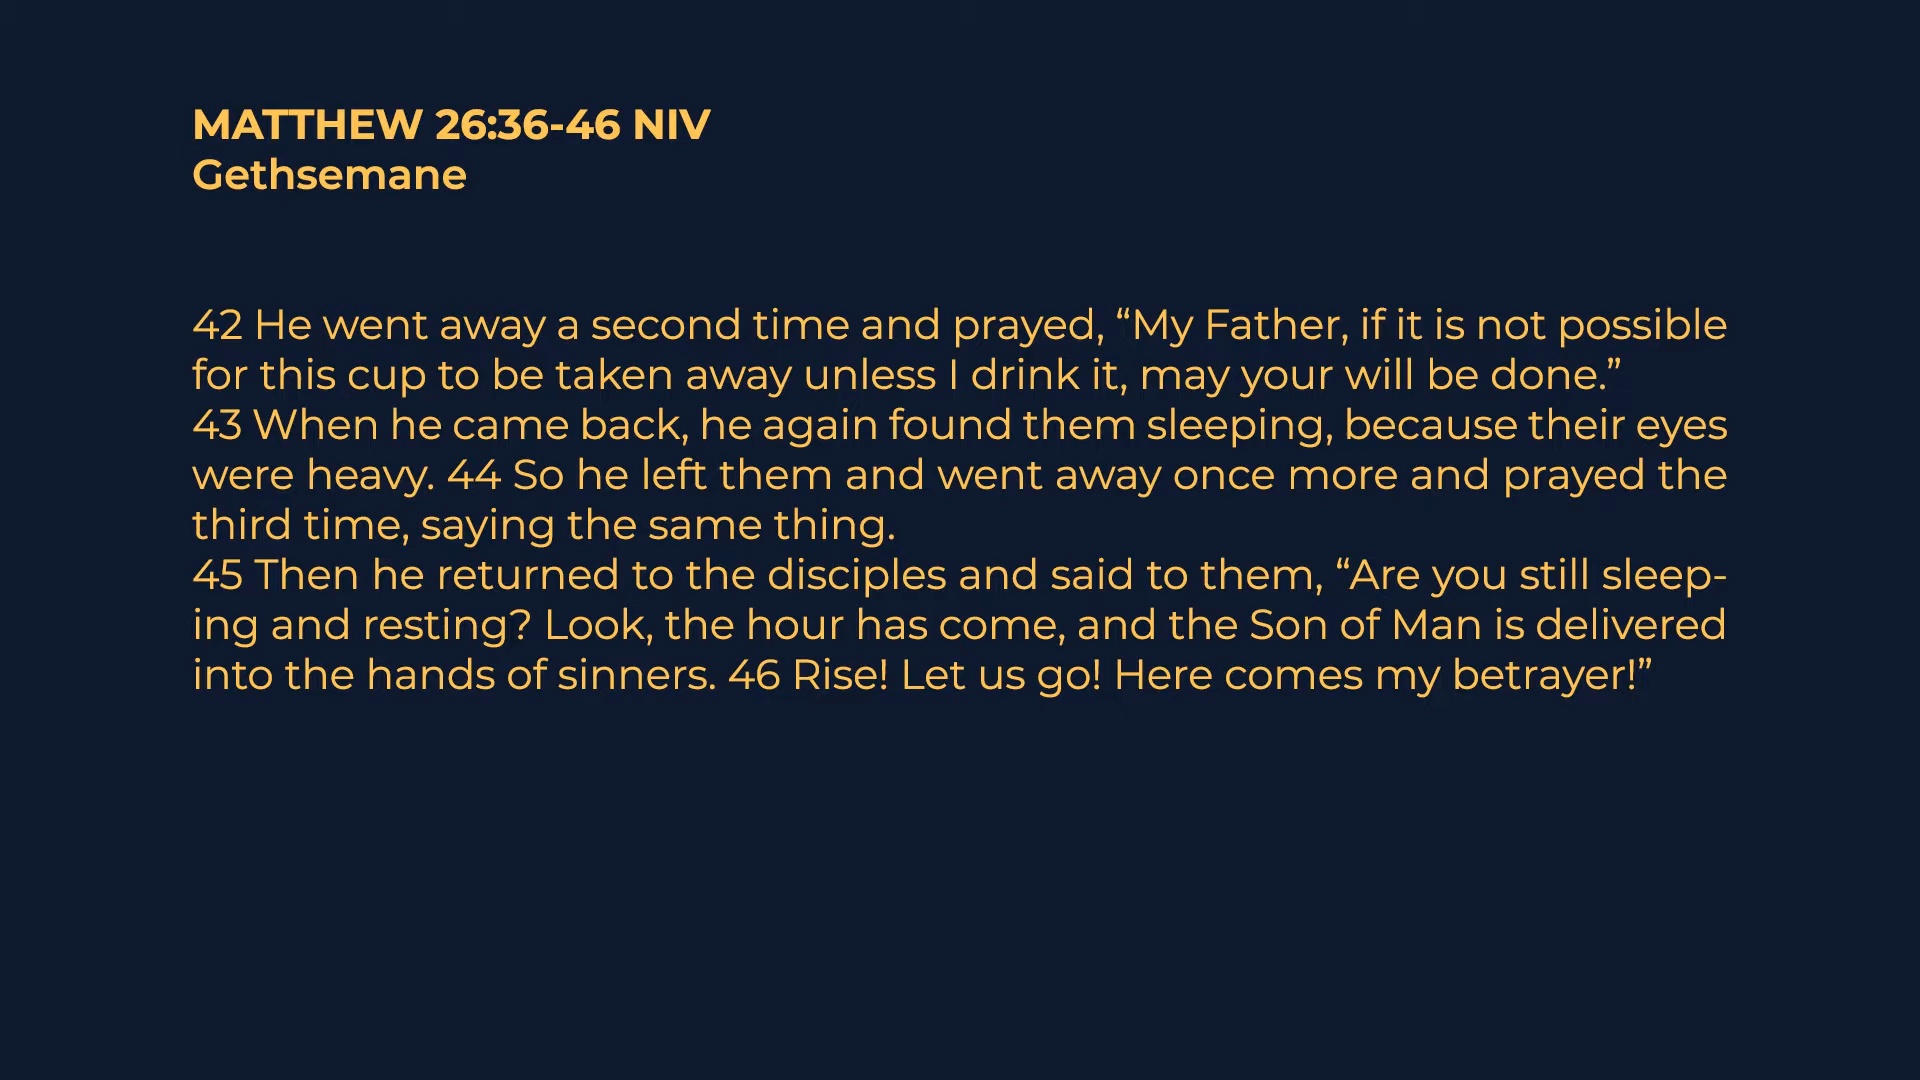 MATTHEW 26:36-46 NIV
Gethsemane
42 He went away a second time and prayed, “My Father, if it is not possible
for this cup to be taken away unless I drink it, may your will be done.”
43 When he came back, he again found them sleeping, because their eyes
were heavy. 44 So he left them and went away once more and prayed the
third time, saying the same thing.
45 Then he returned to the disciples and said to them, “Are you still sleep-
ing and resting? Look, the hour has come, and the Son of Man is delivered
into the hands of sinners. 46 Rise! Let us go! Here comes my betrayer!”